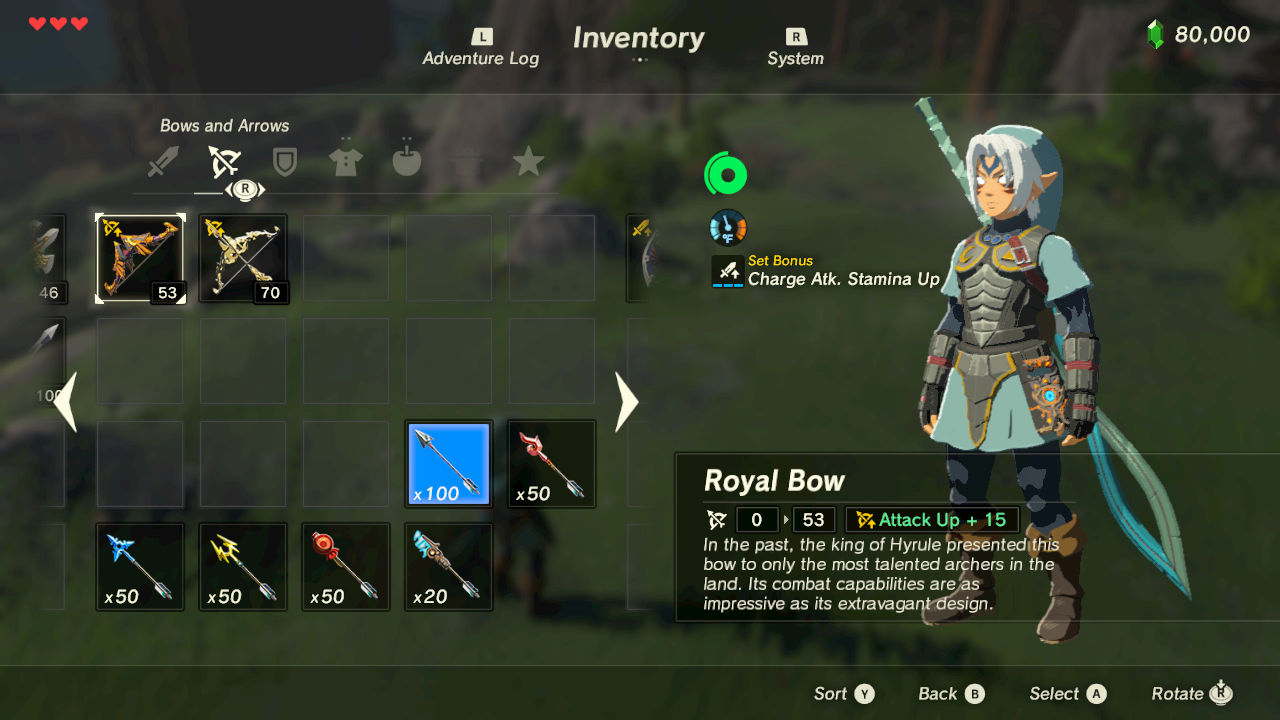 L
Adventure Log
Inventory
R
System
80,000
Bows and Arrows
R
46
53
70
100
x100
x50
x50
x50
x50
x20
°F
Set Bonus
Charge Atk. Stamina Up
Royal Bow
0 53 Attack Up + 15
In the past, the king of Hyrule presented this
bow to only the most talented archers in the
land. Its combat capabilities are as
impressive as its extravagant design.
Sort Y
Back B
Select A
Rotate R